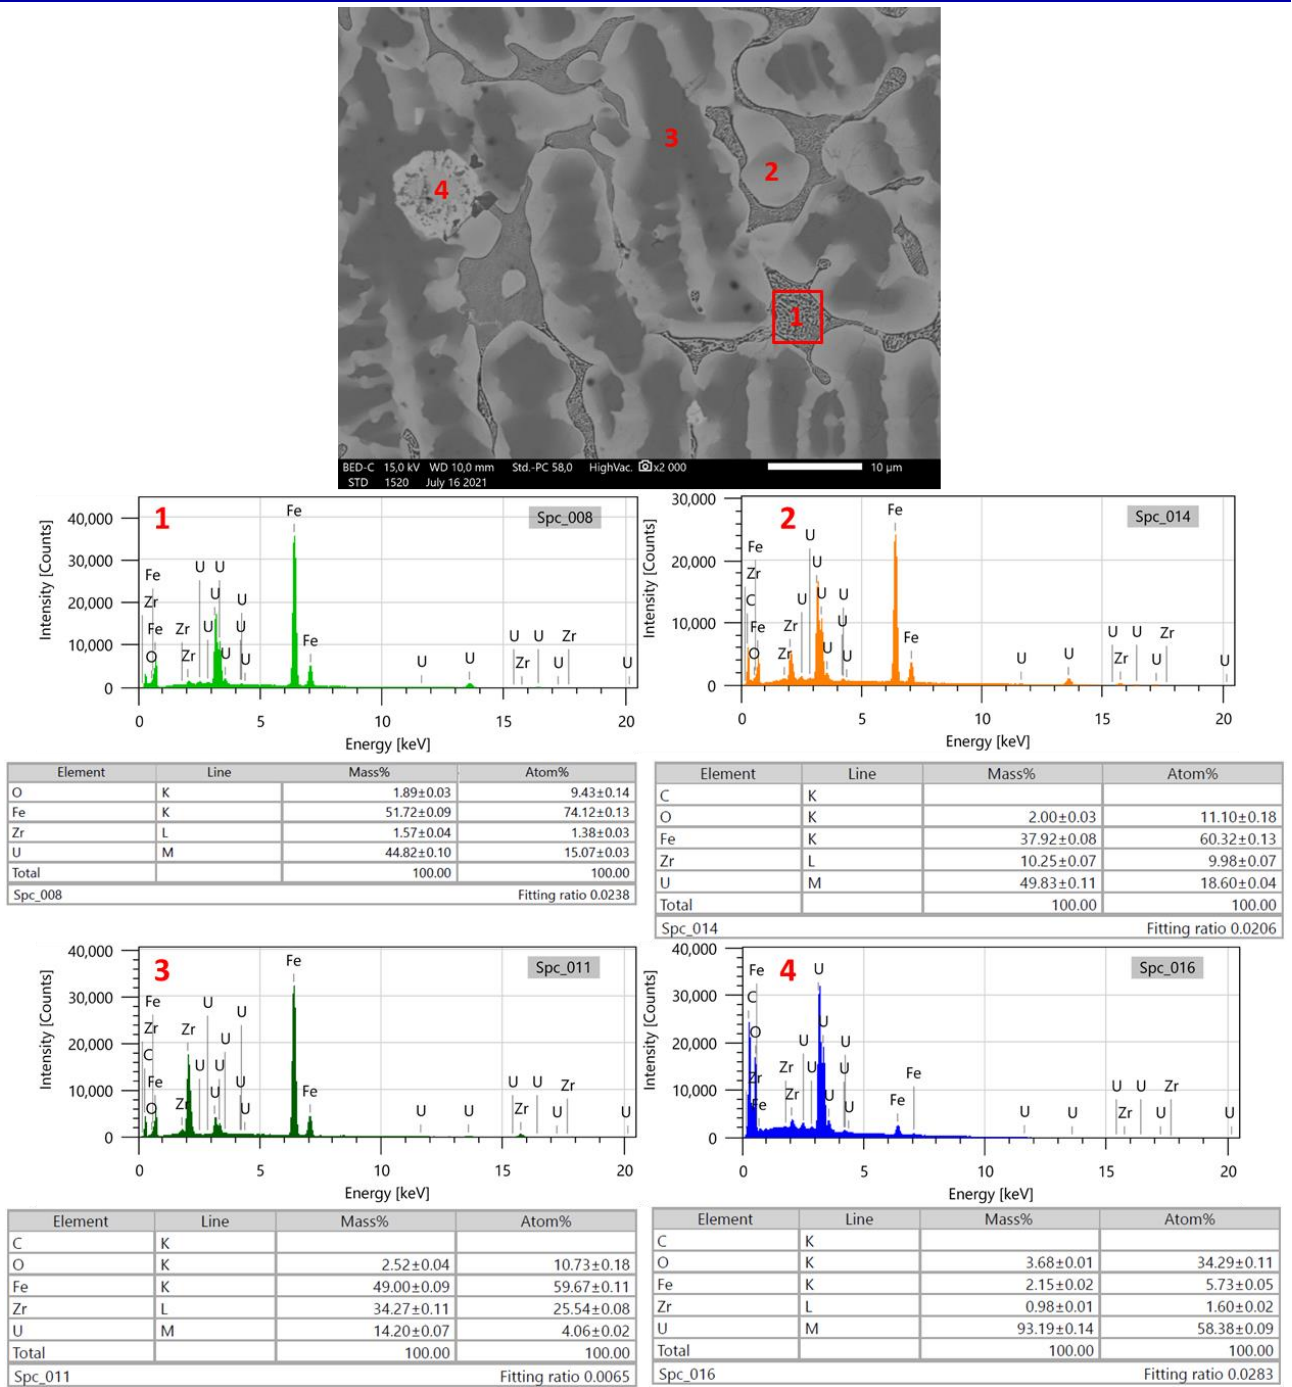 3
4
2
1
BED-C 15,0 kV WD 10,0 mm Std.-PC 58,0 HighVac. x2 000 10 µm
STD 1520 July 16 2021
1
Spc_008
Intensity [Counts]
40,000
30,000
20,000
10,000
0
Fe
Zr
Fe
O
Zr
Zr
U
U
U
U
U
U
U
Fe
Fe
U
U
U
U
Zr
U
Zr
U
0 5 10 15 20
Energy [keV]
2
Spc_014
Intensity [Counts]
30,000
20,000
10,000
0
Fe
Zr
C
Fe
O
Zr
Zr
U
U
U
U
U
U
U
U
Fe
Fe
U
U
U
U
Zr
U
Zr
U
0 5 10 15 20
Energy [keV]
Element Line Mass% Atom%
O K 1.89±0.03 9.43±0.14
Fe K 51.72±0.09 74.12±0.13
Zr L 1.57±0.04 1.38±0.03
U M 44.82±0.10 15.07±0.03
Total 100.00 100.00
Spc_008 Fitting ratio 0.0238
Element Line Mass% Atom%
C K
O K 2.00±0.03 11.10±0.18
Fe K 37.92±0.08 60.32±0.13
Zr L 10.25±0.07 9.98±0.07
U M 49.83±0.11 18.60±0.04
Total 100.00 100.00
Spc_014 Fitting ratio 0.0206
3
Spc_011
Intensity [Counts]
40,000
30,000
20,000
10,000
0
Fe
Zr
C
Fe
O
Zr
Zr
U
U
U
U
U
U
U
U
Fe
Fe
U
U
U
U
Zr
U
Zr
U
0 5 10 15 20
Energy [keV]
4
Spc_016
Intensity [Counts]
40,000
30,000
20,000
10,000
0
Fe
C
O
Zr
Fe
Zr
Zr
U
U
U
U
U
U
U
U
Fe
Fe
U
U
U
U
Zr
U
Zr
U
0 5 10 15 20
Energy [keV]
Element Line Mass% Atom%
C K
O K 2.52±0.04 10.73±0.18
Fe K 49.00±0.09 59.67±0.11
Zr L 34.27±0.11 25.54±0.08
U M 14.20±0.07 4.06±0.02
Total 100.00 100.00
Spc_011 Fitting ratio 0.0065
Element Line Mass% Atom%
C K
O K 3.68±0.01 34.29±0.11
Fe K 2.15±0.02 5.73±0.05
Zr L 0.98±0.01 1.60±0.02
U M 93.19±0.14 58.38±0.09
Total 100.00 100.00
Spc_016 Fitting ratio 0.0283